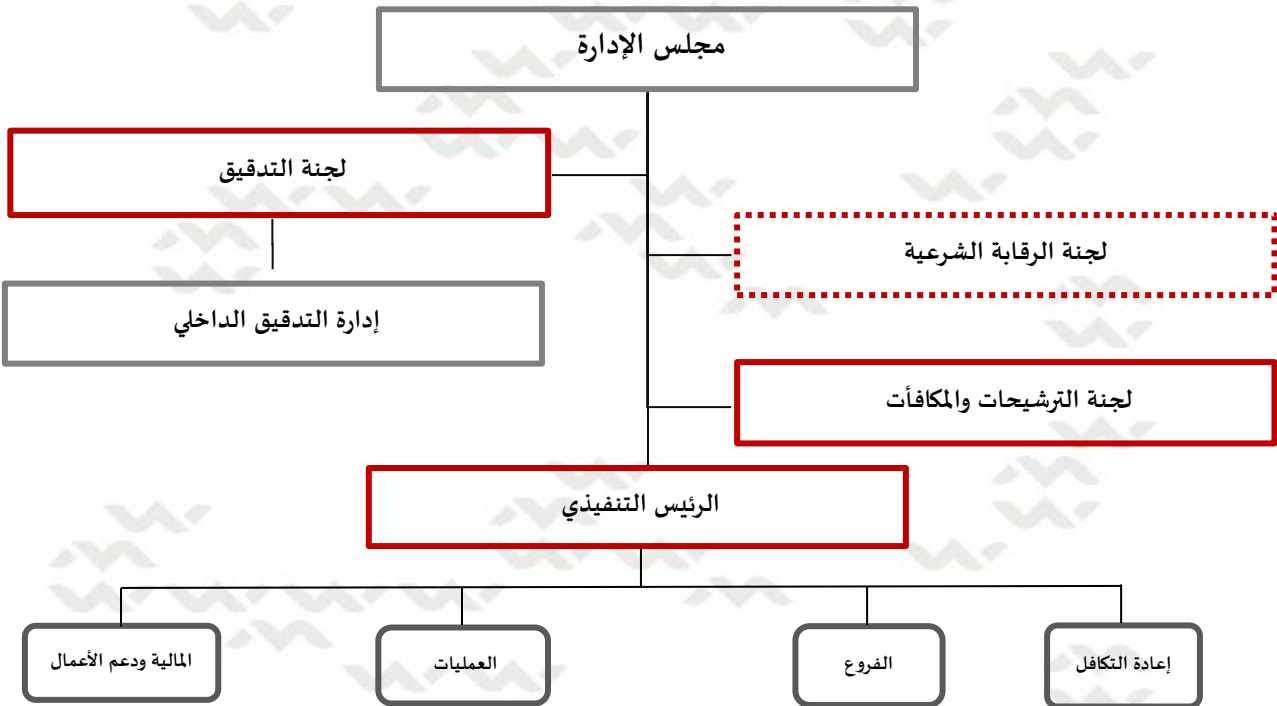 مجلس الإدارة
لجنة التدقيق
لجنة الرقابة الشرعية
إدارة التدقيق الداخلي
لجنة الترشيحات والمكافأت
الرئيس التنفيذي
إعادة التكافل
الفروع
العمليات
المالية ودعم الأعمال